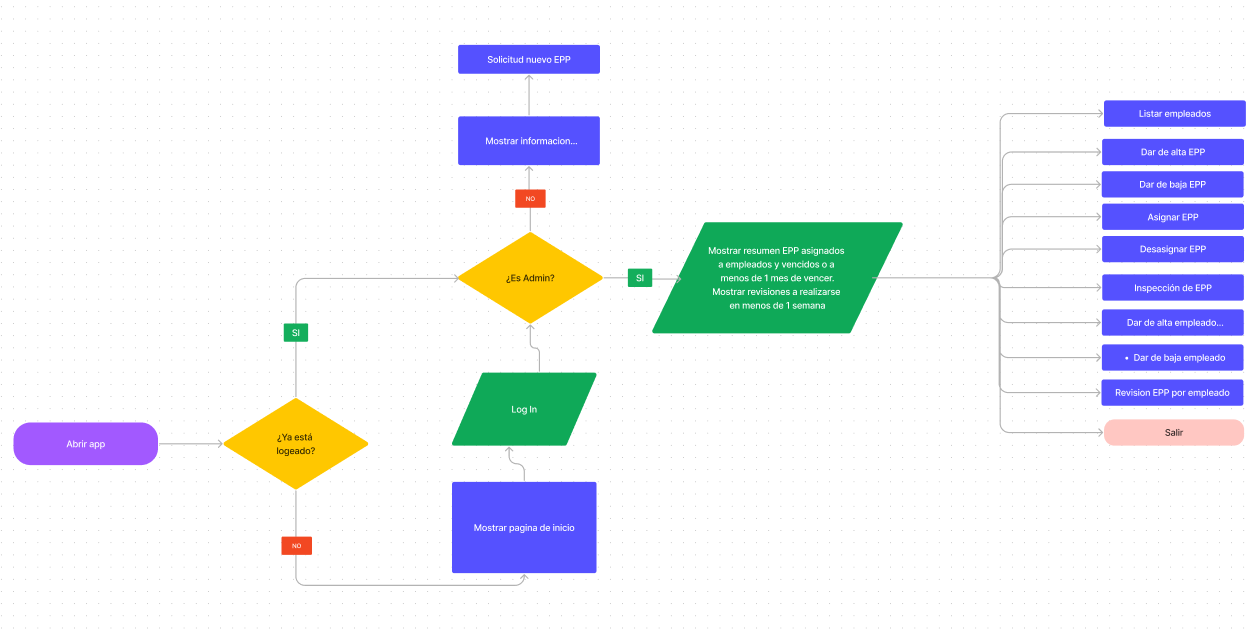 Solicitud nuevo EPP
Mostrar informacion...
NO
¿Es Admin?
SI
Mostrar resumen EPP asignados
a empleados y vencidos o a
menos de 1 mes de vencer.
Mostrar revisiones a realizarse
en menos de 1 semana
Listar empleados
Dar de alta EPP
Dar de baja EPP
Asignar EPP
Desasignar EPP
Inspección de EPP
Dar de alta empleado...
• Dar de baja empleado
Revision EPP por empleado
Salir
SI
Log In
Abrir app
¿Ya está
logeado?
Mostrar pagina de inicio
NO